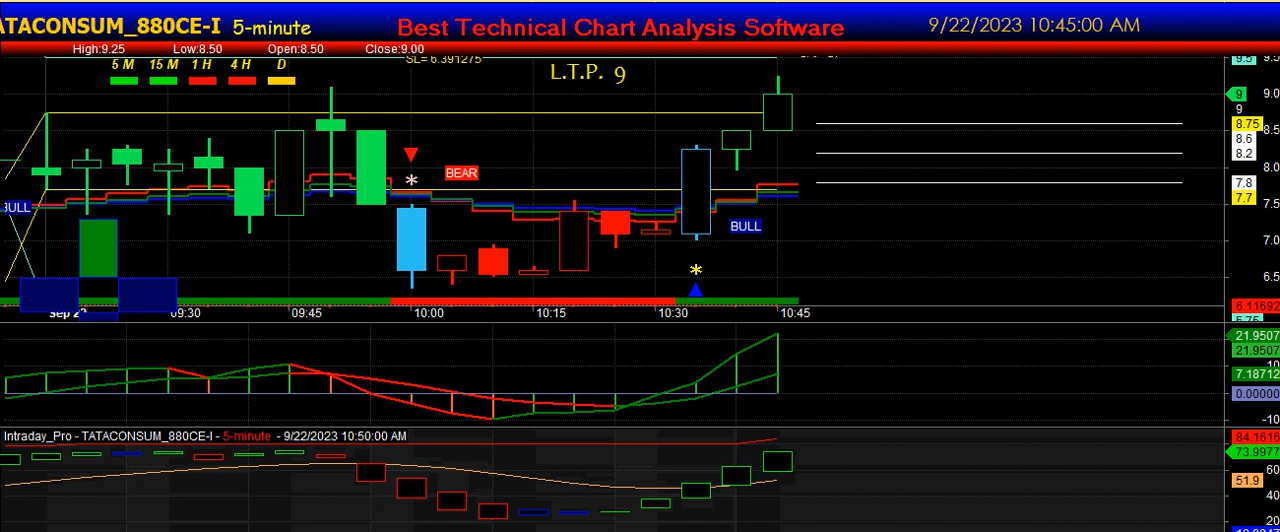 ATACONSUM_880CE-I 5-minute Best Technical Chart Analysis Software 9/22/2023 10:45:00 AM
High:9.25 Low:8.50 Open:8.50 Close:9.00
5 M 15 M 1 H 4 H D
SL= 6.391275
L.T.P. 9
9.5
9 9.0
9
8.75
8.6 8.5
8.2
8.0
BEAR
7.8
7.7
BULL 7.5
BULL
7.0
*
*
6.5
6.11692
Sep 2 09:30 09:45 10:00 10:15 10:30 10:45
21.9507
21.9507
10
7.18712
0.00000
-10
Intraday_Pro - TATACONSUM_880CE-I - 5-minute - 9/22/2023 10:50:00 AM
84.1616
73.9977
60
51.9
40
20